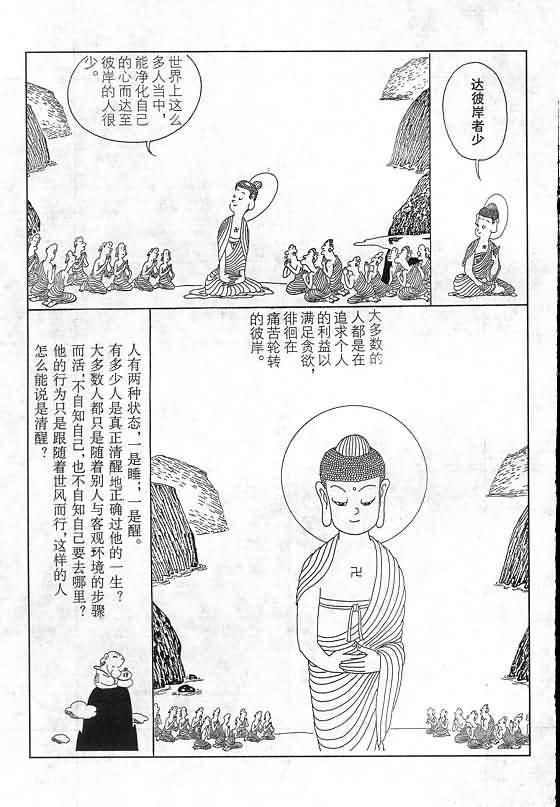 达彼岸者少
世界上这么
多人当中，
能净化自己
的心而达至
彼岸的人很
少。
大多数的
人都是在
追求个人
的利益以
满足贪欲，
徘徊在
痛苦轮转
的彼岸。
人有两种状态，一是睡；一是醒。
有多少人是真正清醒地正确过他的一生？
大多数人都只是随着别人与客观环境的步骤
而活，不自知自己，也不自知自己要去哪里？
他的行为只是跟随着世风而行，这样的人
怎么能说是清醒？